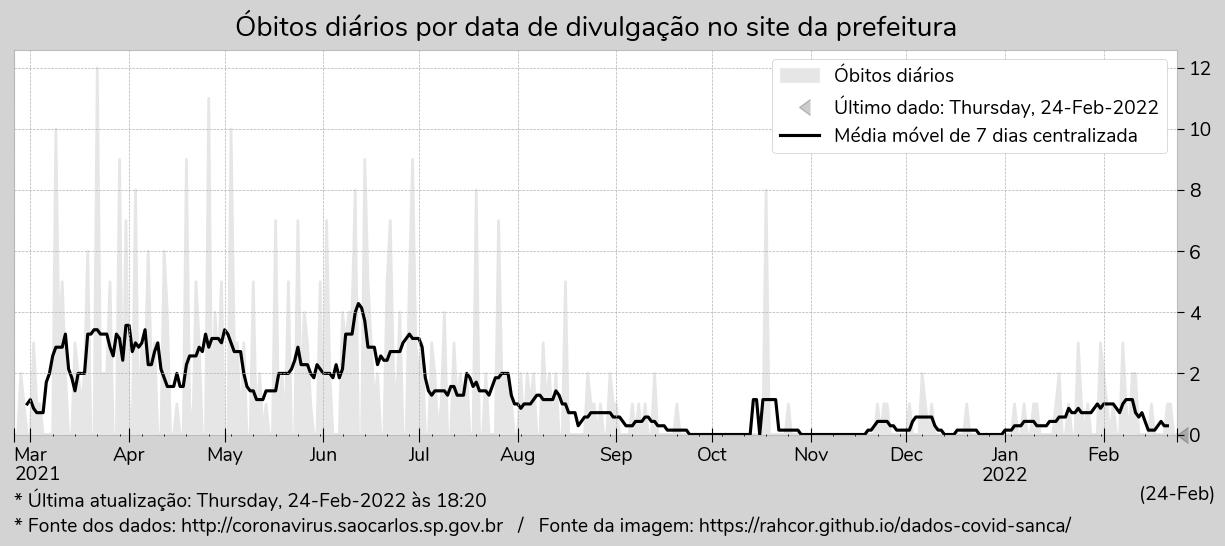 Óbitos diários por data de divulgação no site da prefeitura
Óbitos diários
Último dado: Thursday, 24-Feb-2022
Média móvel de 7 dias centralizada
12
10
8
6
4
2
0
Mar Apr May Jun Jul Aug Sep Oct Nov Dec Jan Feb
2021 2022
(24-Feb)
* Última atualização: Thursday, 24-Feb-2022 às 18:20
* Fonte dos dados: http://coronavirus.saocarlos.sp.gov.br / Fonte da imagem: https://rahcor.github.io/dados-covid-sanca/